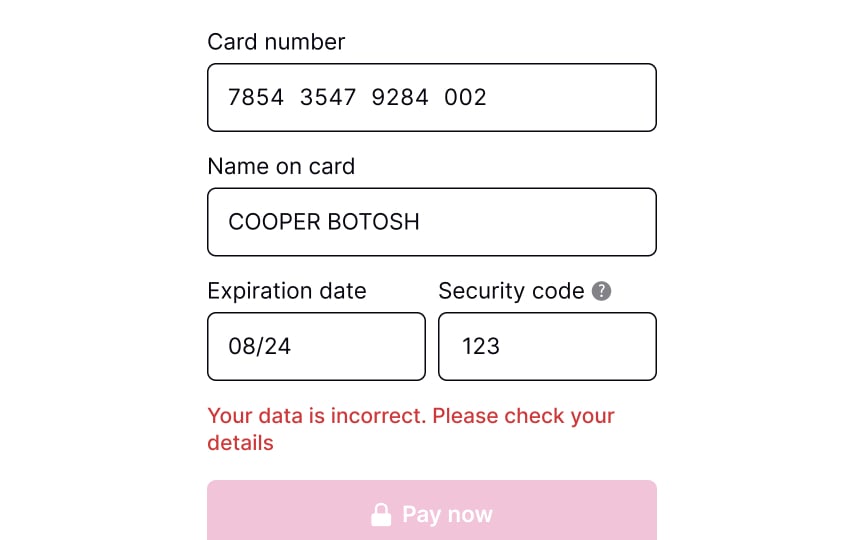 Card number
7854 3547 9284 002
Name on card
COOPER BOTOSH
Expiration date
Security code ?
08/24
123
Your data is incorrect. Please check your
details
Pay now